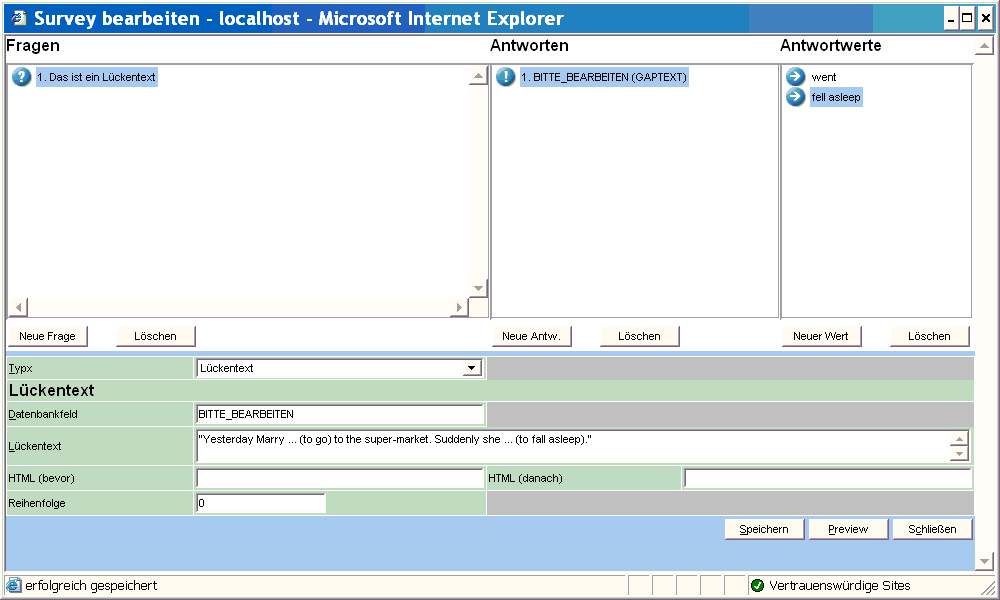 Survey bearbeiten - localhost - Microsoft Internet Explorer
Fragen Antworten Antwortwerte
1. Das ist ein Lückentext 1. BITTE_BEARBEITEN (GAPTEXT) went
fell asleep
Neue Frage Löschen Neue Antw. Löschen Neuer Wert Löschen
Typx Lückentext
Lückentext
Datenbankfeld BITTE_BEARBEITEN
Lückentext "Yesterday Marry ... (to go) to the super-market. Suddenly she ... (to fall asleep)."
HTML (bevor) HTML (danach)
Reihenfolge 0
Speichern Preview Schließen
erfolgreich gespeichert Vertrauenswürdige Sites